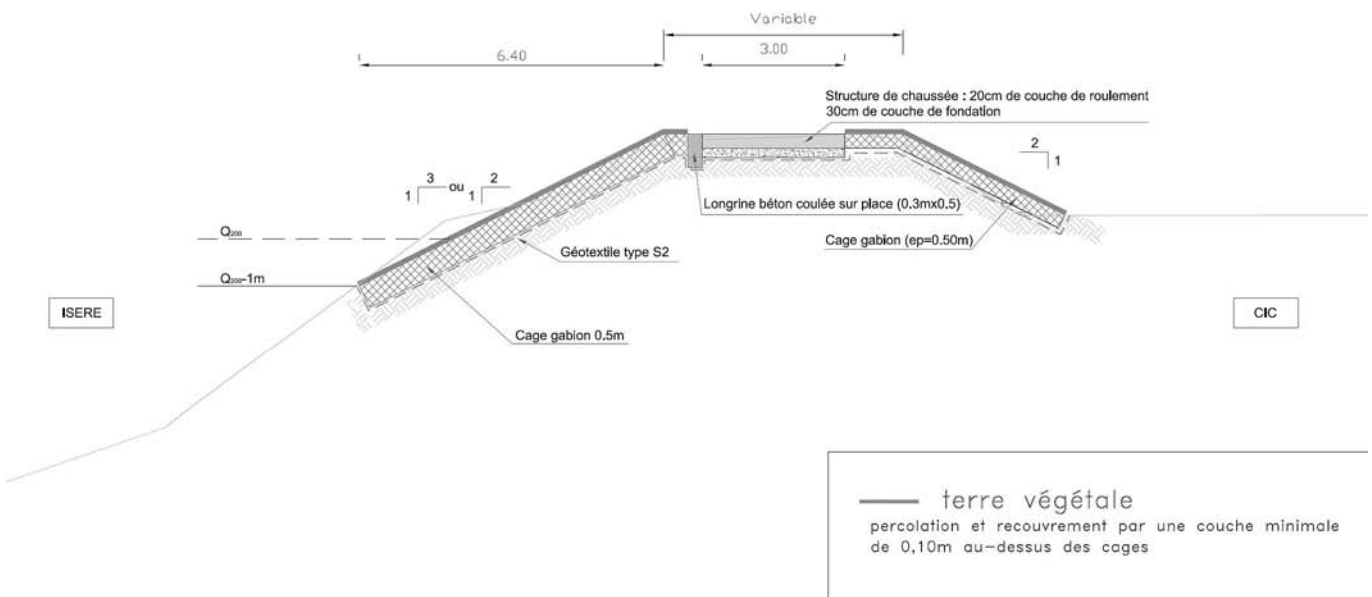 Variable
6.40
3.00
Structure de chaussée : 20cm de couche de roulement
30cm de couche de fondation
3
1
ou
2
1
2
1
Longrine béton coulée sur place (0.3mx0.5)
Q200
Géotextile type S2
Cage gabion (ep=0.50m)
Q200-1m
ISERE
CIC
Cage gabion 0.5m
terre végétale
percolation et recouvrement par une couche minimale
de 0,10m au-dessus des cages